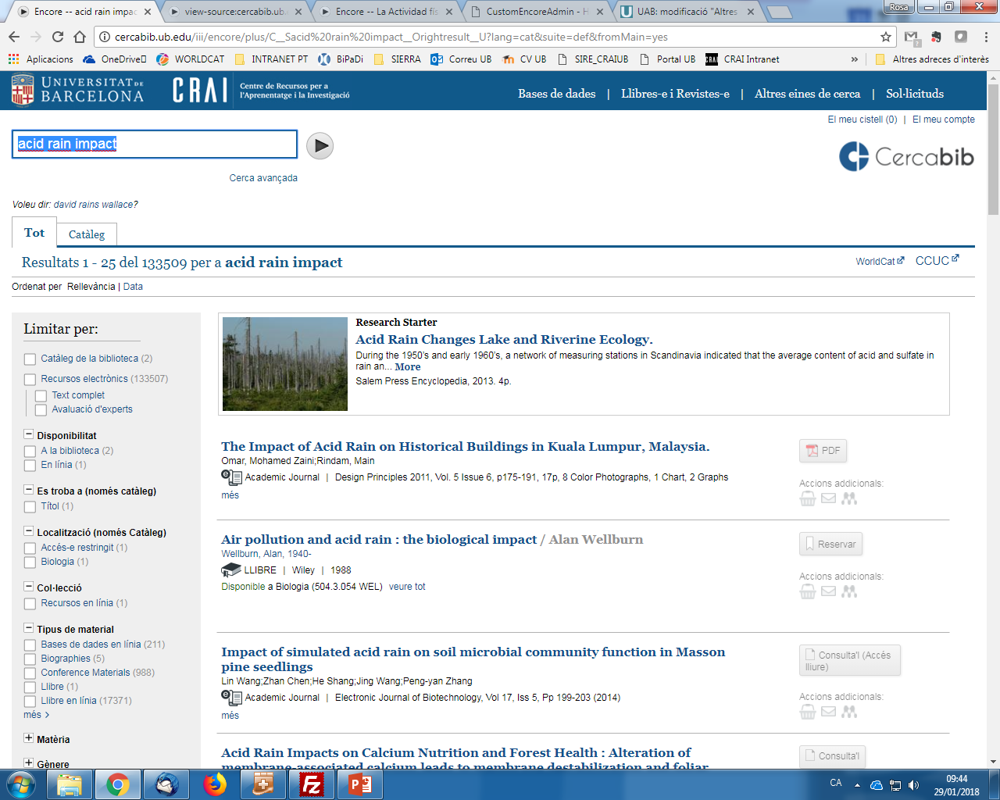 Encore -- acid rain impac
view-source:cercabib.ub.
Encore -- La Actividad fís
CustomEncoreAdmin - H
UAB: modificació "Altres
Rosa
cercabib.ub.edu/iii/encore/plus/C__Sacid%20rain%20impact__Orightresult__U?lang=cat&suite=def&fromMain=yes
Aplicacions
OneDrive
WORLDCAT
INTRANET PT
BiPaDi
SIERRA
Correu UB
CV UB
SIRE_CRAIUB
Portal UB
CRAI Intranet
»
Altres adreces d'interès
UNIVERSITAT DE BARCELONA
CRAI
Centre de Recursos per a
l'Aprenentatge i la Investigació
Bases de dades | Llibres-e i Revistes-e | Altres eines de cerca | Sol·licituds
El meu cistell (0) | El meu compte
acid rain impact
Cercabib
Cerca avançada
Voleu dir: david rains wallace?
Tot
Catàleg
Resultats 1 - 25 del 133509 per a acid rain impact
WorldCat
CCUC
Ordenat per Rellevància | Data
Limitar per:
Catàleg de la biblioteca (2)
Recursos electrònics (133507)
Text complet
Avaluació d'experts
Disponibilitat
A la biblioteca (2)
En línia (1)
Es troba a (només catàleg)
Títol (1)
Localització (només Catàleg)
Accés-e restringit (1)
Biologia (1)
Col·lecció
Recursos en línia (1)
Tipus de material
Bases de dades en línia (211)
Biographies (5)
Conference Materials (988)
Llibre (1)
Llibre en línia (17371)
més >
Matèria
Gènere
Research Starter
Acid Rain Changes Lake and Riverine Ecology.
During the 1950's and early 1960's, a network of measuring stations in Scandinavia indicated that the average content of acid and sulfate in
rain an... More
Salem Press Encyclopedia, 2013. 4p.
The Impact of Acid Rain on Historical Buildings in Kuala Lumpur, Malaysia.
Omar, Mohamed Zaini;Rindam, Main
Academic Journal | Design Principles 2011, Vol. 5 Issue 6, p175-191, 17p, 8 Color Photographs, 1 Chart, 2 Graphs
més
PDF
Accions addicionals:
Air pollution and acid rain : the biological impact / Alan Wellburn
Wellburn, Alan, 1940-
LLIBRE | Wiley | 1988
Disponible a Biologia (504.3.054 WEL) veure tot
Reservar
Accions addicionals:
Impact of simulated acid rain on soil microbial community function in Masson
pine seedlings
Lin Wang;Zhan Chen;He Shang;Jing Wang;Peng-yan Zhang
Academic Journal | Electronic Journal of Biotechnology, Vol 17, Iss 5, Pp 199-203 (2014)
més
Consulta'l (Accés
lliure)
Accions addicionals:
Acid Rain Impacts on Calcium Nutrition and Forest Health : Alteration of
membrane-associated calcium leads to membrane destabilization and foliar
Consulta'l
CA
09:44
29/01/2018